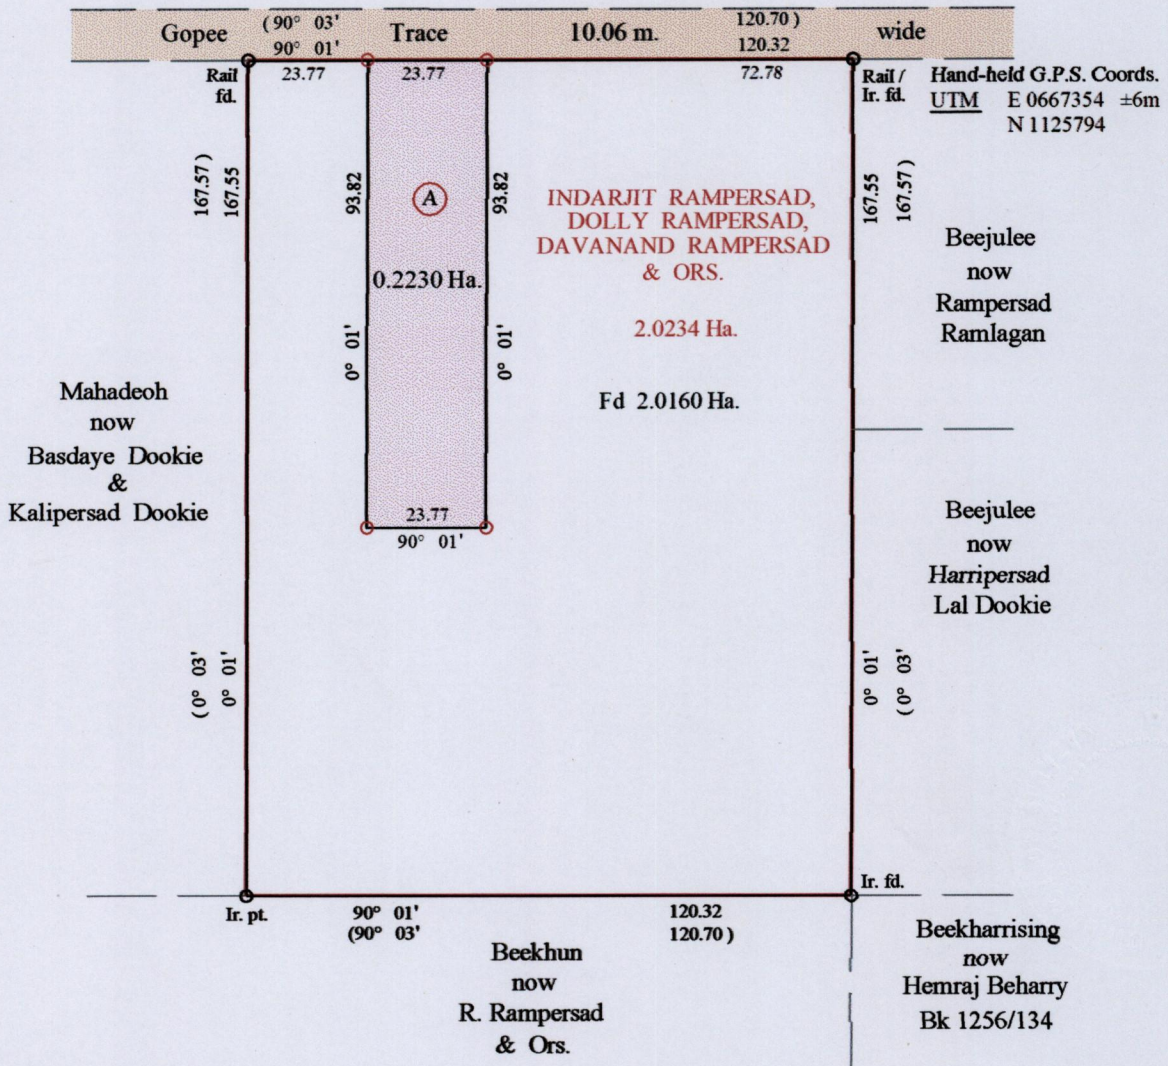 Gopee (90° 03' Trace 10.06 m. 120.70) wide
90° 01' 120.32
23.77 23.77 72.78
Rail
fd.
Rail /
Ir. fd.
Hand-held G.P.S. Coords.
UTM E 0667354 ±6m
N 1125794
167.57)
167.55
93.82
93.82
167.55
167.57)
A
0.2230 Ha.
0° 01'
0° 01'
INDARJIT RAMPERSAD,
DOLLY RAMPERSAD,
DAVANAND RAMPERSAD
& ORS.
2.0234 Ha.
Fd 2.0160 Ha.
Beejulee
now
Rampersad
Ramlagan
Mahadeoh
now
Basdaye Dookie
&
Kalipersad Dookie
23.77
90° 01'
Beejulee
now
Harripersad
Lal Dookie
(0° 03'
0° 01'
0° 01'
(0° 03'
Ir. fd.
Ir. pt.
90° 01' 120.32
(90° 03' 120.70)
Beekhun
now
R. Rampersad
& Ors.
Beekharrising
now
Hemraj Beharry
Bk 1256/134